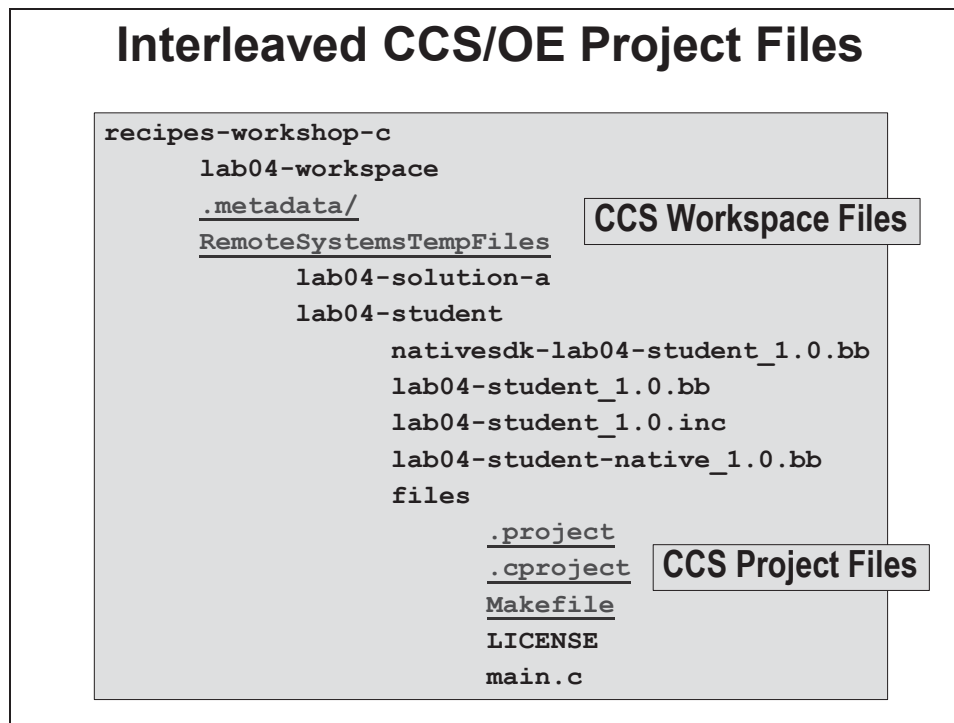 Interleaved CCS/OE Project Files
recipes-workshop-c
lab04-workspace
.metadata/
RemoteSystemsTempFiles
CCS Workspace Files
lab04-solution-a
lab04-student
nativesdk-lab04-student_1.0.bb
lab04-student_1.0.bb
lab04-student_1.0.inc
lab04-student-native_1.0.bb
files
.project
.cproject
CCS Project Files
Makefile
LICENSE
main.c